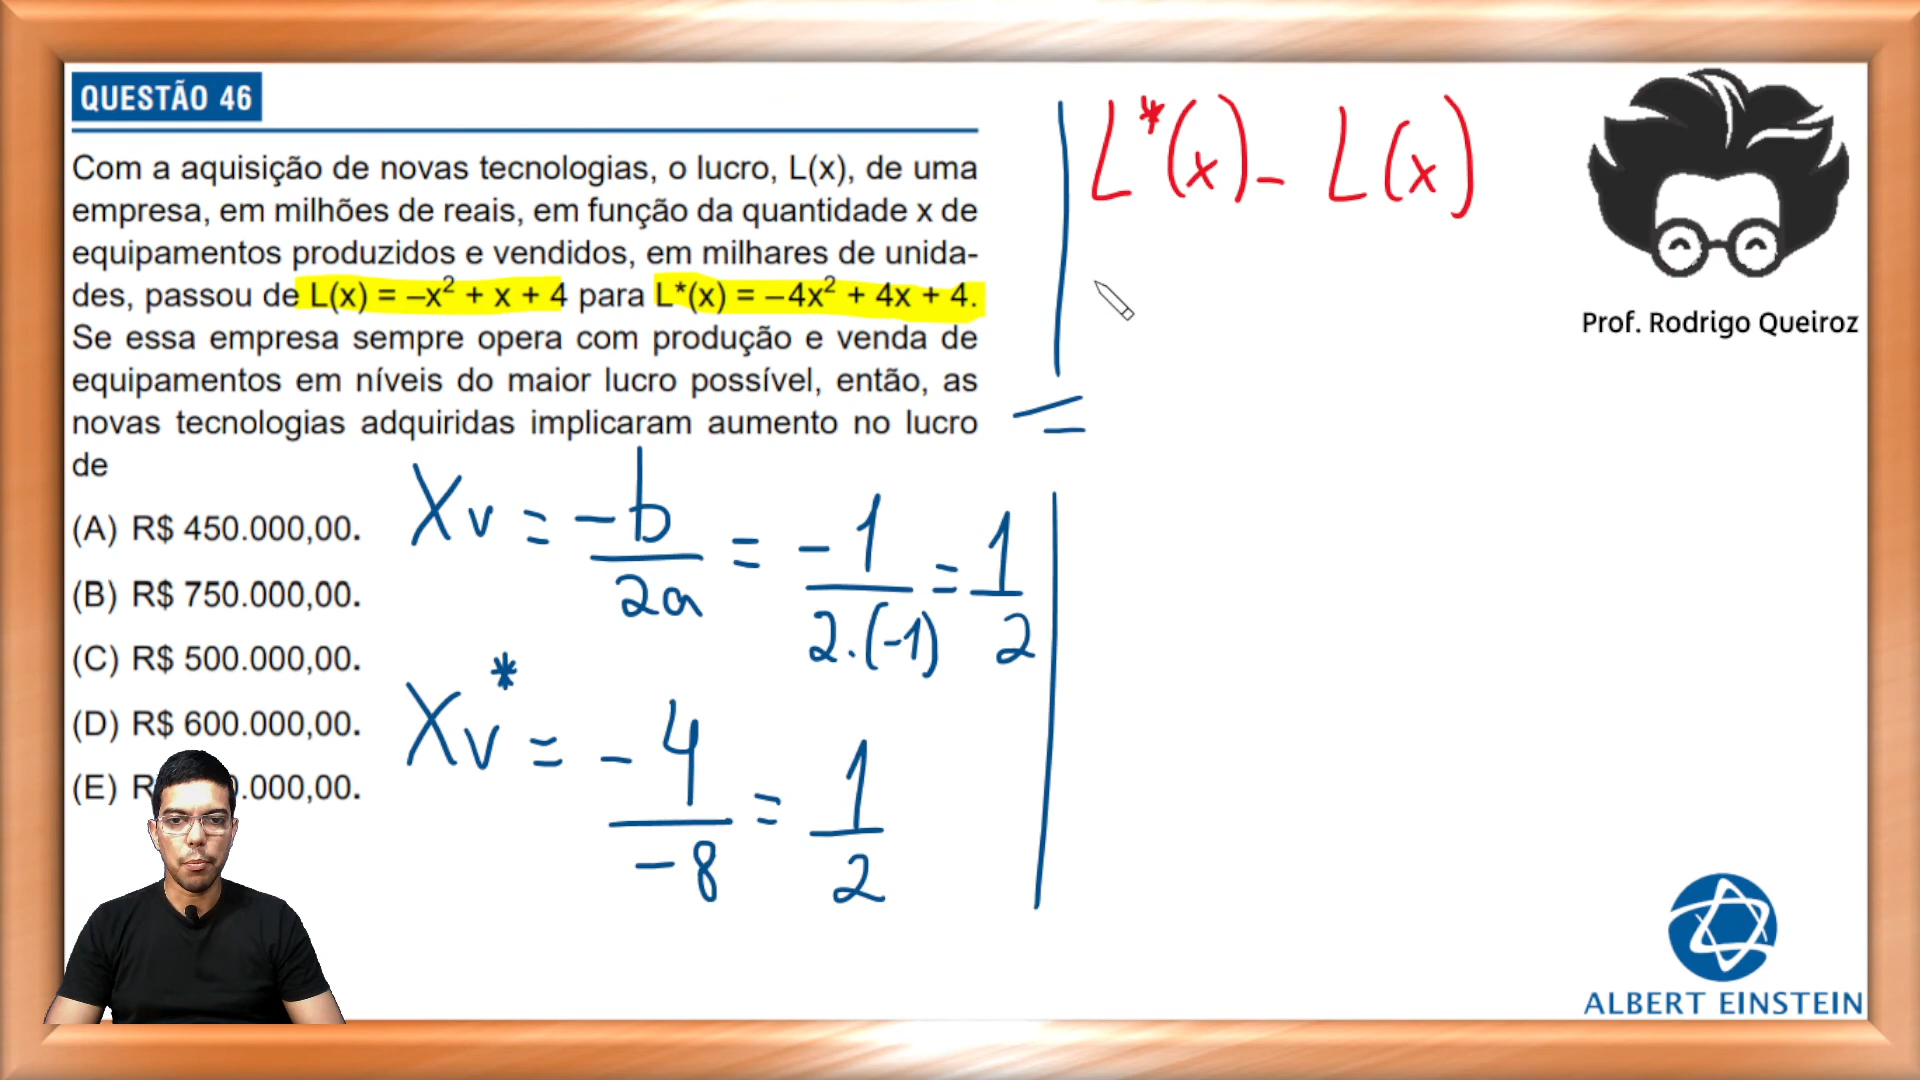 QUESTÃO 46
Com a aquisição de novas tecnologias, o lucro, L(x), de uma
empresa, em milhões de reais, em função da quantidade x de
equipamentos produzidos e vendidos, em milhares de unida-
des, passou de L(x) = –x² + x + 4 para L*(x) = –4x² + 4x + 4.
Se essa empresa sempre opera com produção e venda de
equipamentos em níveis do maior lucro possível, então, as
novas tecnologias adquiridas implicaram aumento no lucro
de
(A) R$ 450.000,00.
(B) R$ 750.000,00.
(C) R$ 500.000,00.
(D) R$ 600.000,00.
(E) R .000,00.
Xv = -b/2a = -1/2.(-1) = 1/2
Xv* = -4/-8 = 1/2
L*(x) - L(x)
=
Prof. Rodrigo Queiroz
ALBERT EINSTEIN